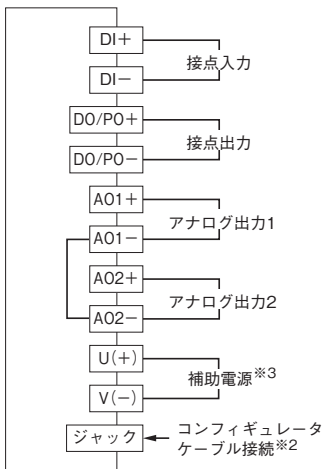 DI+
接点入力
DI−
DO/PO+
接点出力
DO/PO−
AO1+
アナログ出力1
AO1−
AO2+
アナログ出力2
AO2−
U(+)
補助電源※3
V(−)
ジャック
コンフィギュレータ
ケーブル接続※2